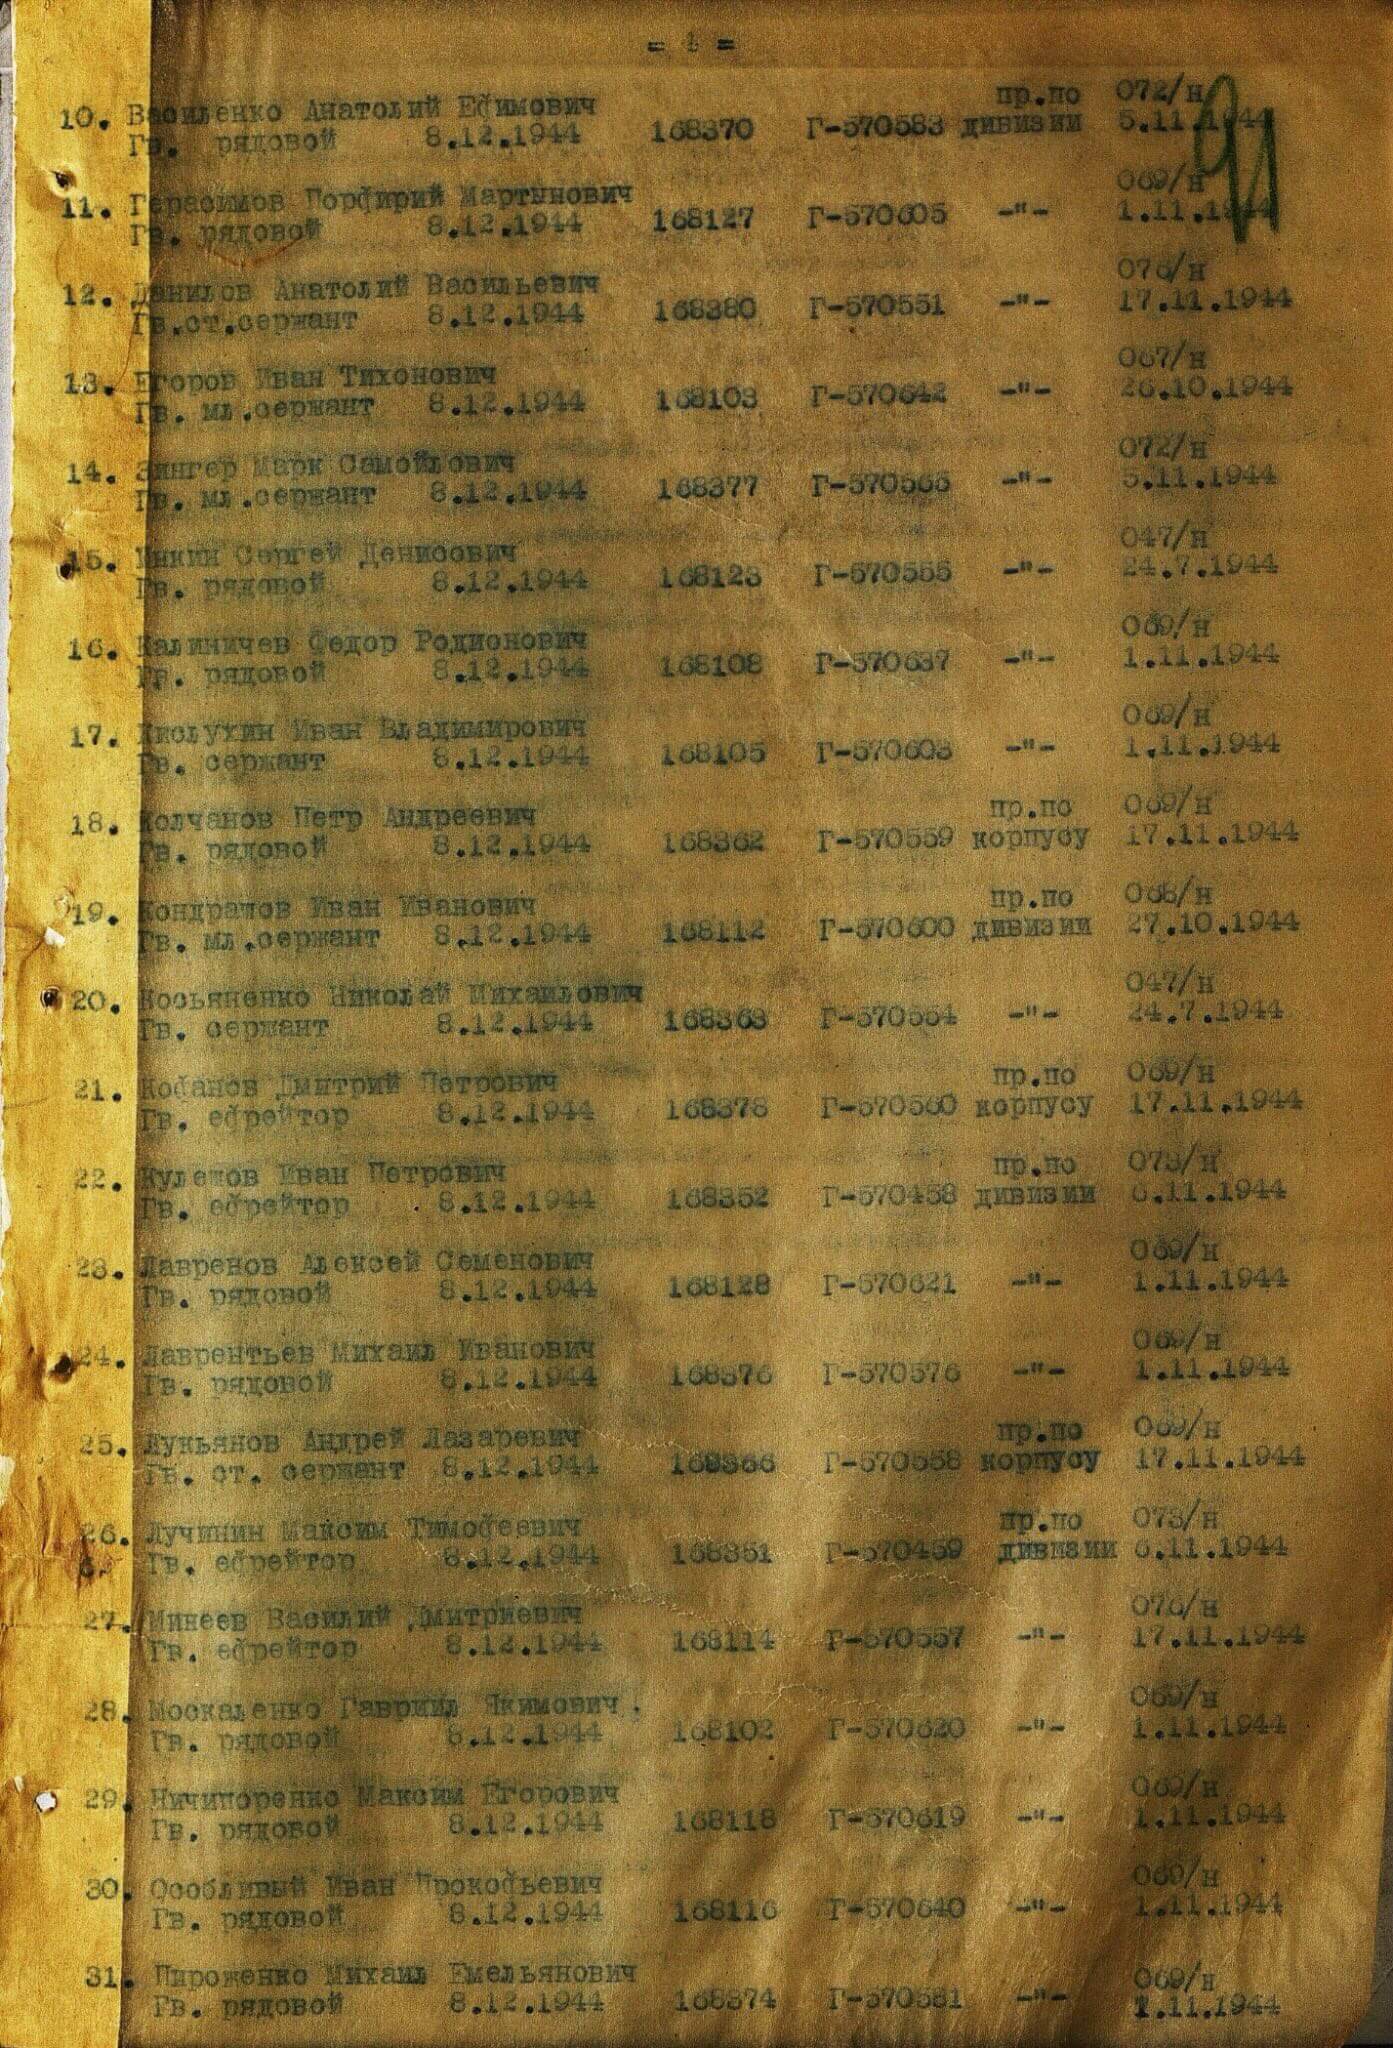 10. Василенко Анатолий Ефимович пр.по 072/н
Гв. рядовой 8.12.1944 168370 Г-570583 дивизии 5.11.1944
91
11. Герасимов Порфирий Мартынович 069/н
Гв. рядовой 8.12.1944 168127 Г-570605 -"- 1.11.1944
12. Данилов Анатолий Васильевич 076/н
Гв.ст.сержант 8.12.1944 168380 Г-570551 -"- 17.11.1944
13. Егоров Иван Тихонович 067/н
Гв. мл.сержант 8.12.1944 168103 Г-570642 -"- 26.10.1944
14. Зингер Марк Самойлович 072/н
Гв. мл.сержант 8.12.1944 168377 Г-570565 -"- 5.11.1944
15. Инкин Сергей Денисович 047/н
Гв. рядовой 8.12.1944 168123 Г-570555 -"- 24.7.1944
16. Калиничев Федор Родионович 069/н
Гв. рядовой 8.12.1944 168108 Г-570637 -"- 1.11.1944
17. Кислухин Иван Владимирович 069/н
Гв. сержант 8.12.1944 168105 Г-570603 -"- 1.11.1944
18. Колчанов Петр Андреевич пр.по 069/н
Гв. рядовой 8.12.1944 168362 Г-570559 корпусу 17.11.1944
19. Кондрашов Иван Иванович пр.по 068/н
Гв. мл.сержант 8.12.1944 168112 Г-570600 дивизии 27.10.1944
20. Косьяненко Николай Михайлович 047/н
Гв. сержант 8.12.1944 168363 Г-570554 -"- 24.7.1944
21. Кобанов Дмитрий Петрович пр.по 069/н
Гв. ефрейтор 8.12.1944 168378 Г-570560 корпусу 17.11.1944
22. Кулешов Иван Петрович пр.по 073/н
Гв. ефрейтор 8.12.1944 168352 Г-570458 дивизии 6.11.1944
23. Лавренов Алексей Семенович 069/н
Гв. рядовой 8.12.1944 168128 Г-570621 -"- 1.11.1944
24. Лаврентьев Михаил Иванович 069/н
Гв. рядовой 8.12.1944 168376 Г-570576 -"- 1.11.1944
25. Лукьянов Андрей Лазаревич пр.по 069/н
Гв. ст. сержант 8.12.1944 168366 Г-570558 корпусу 17.11.1944
26. Лучинин Максим Тимофеевич пр.по 073/н
Гв. ефрейтор 8.12.1944 168351 Г-570459 дивизии 6.11.1944
27. Минеев Василий Дмитриевич 076/н
Гв. ефрейтор 8.12.1944 168114 Г-570557 -"- 17.11.1944
28. Москаленко Гавриил Якимович 069/н
Гв. рядовой 8.12.1944 168102 Г-570620 -"- 1.11.1944
29. Ничипоренко Максим Егорович 069/н
Гв. рядовой 8.12.1944 168118 Г-570619 -"- 1.11.1944
30. Особливый Иван Прокофьевич 069/н
Гв. рядовой 8.12.1944 168116 Г-570640 -"- 1.11.1944
31. Пироженко Михаил Емельянович 069/н
Гв. рядовой 8.12.1944 168374 Г-570581 -"- 1.11.1944